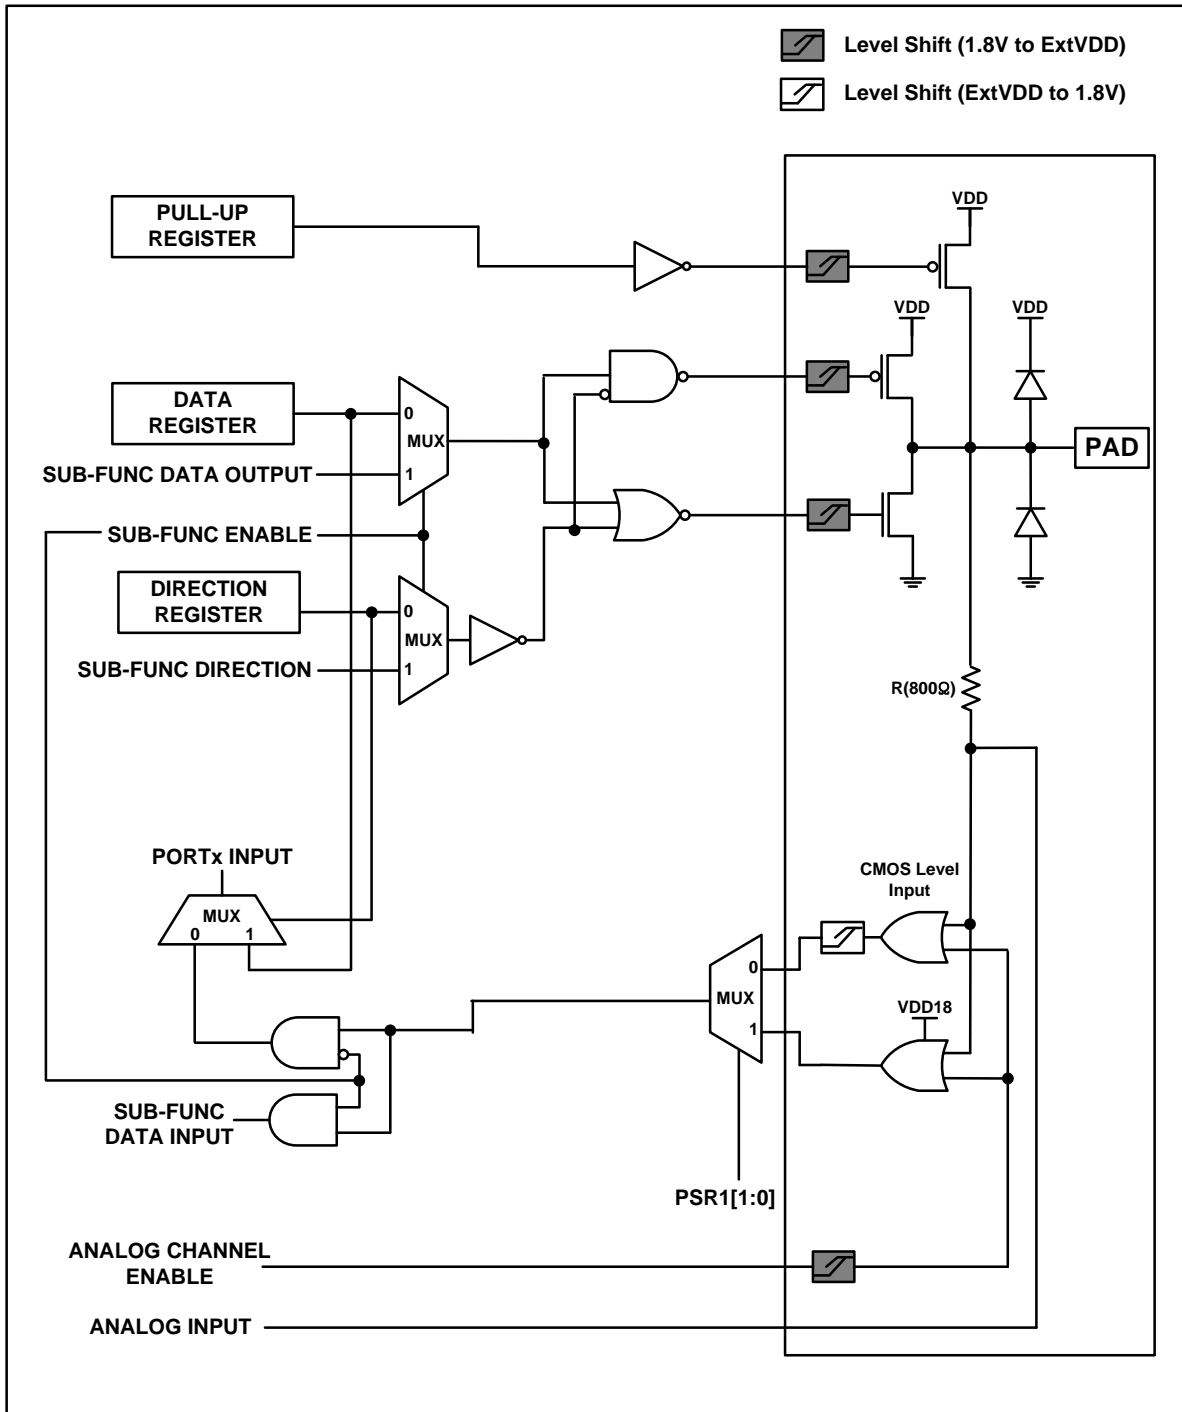 Level Shift (1.8V to ExtVDD)
Level Shift (ExtVDD to 1.8V)
VDD
PULL-UP
REGISTER
VDD
VDD
DATA
REGISTER
0
MUX
1
SUB-FUNC DATA OUTPUT
PAD
SUB-FUNC ENABLE
DIRECTION
REGISTER
0
MUX
1
SUB-FUNC DIRECTION
R(800Ω)
PORTx INPUT
MUX
0 1
CMOS Level
Input
0
MUX
1
VDD18
SUB-FUNC
DATA INPUT
PSR1[1:0]
ANALOG CHANNEL
ENABLE
ANALOG INPUT